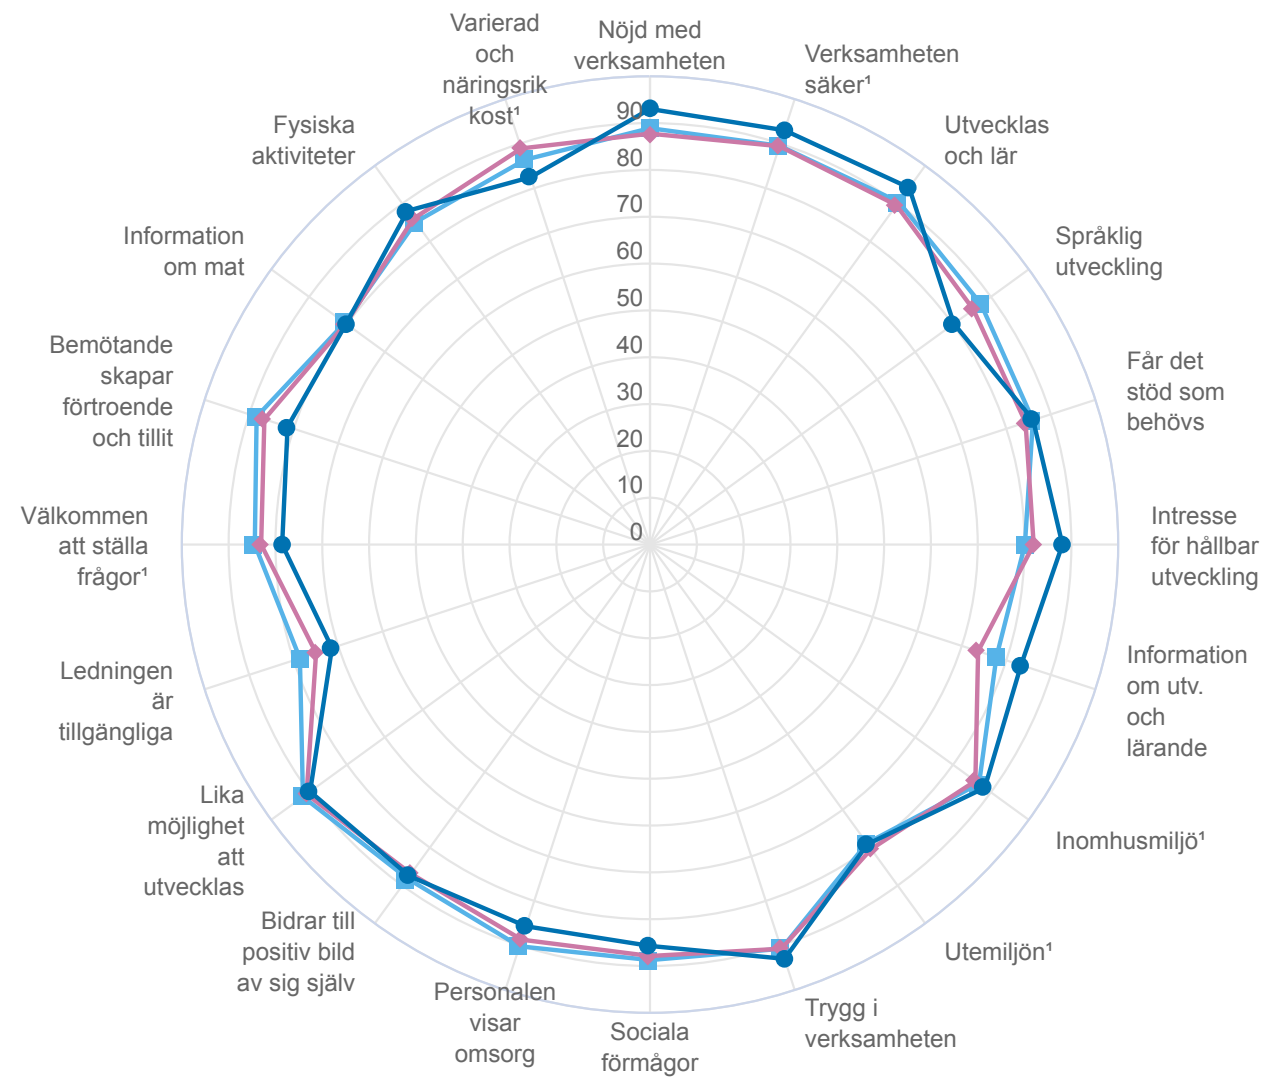 Nöjd med
verksamheten
Verksamheten
säker¹
Utvecklas
och lär
Språklig
utveckling
Får det
stöd som
behövs
Intresse
för hållbar
utveckling
Information
om utv.
och
lärande
Inomhusmiljö¹
Utemiljön¹
Trygg i
verksamheten
Sociala
förmågor
Personalen
visar
omsorg
Bidrar till
positiv bild
av sig själv
Lika
möjlighet
att
utvecklas
Ledningen
är
tillgängliga
Välkommen
att ställa
frågor¹
Bemötande
skapar
förtroende
och tillit
Information
om mat
Fysiska
aktiviteter
Varierad
och
näringsrik
kost¹
90
80
70
60
50
40
30
20
10
0